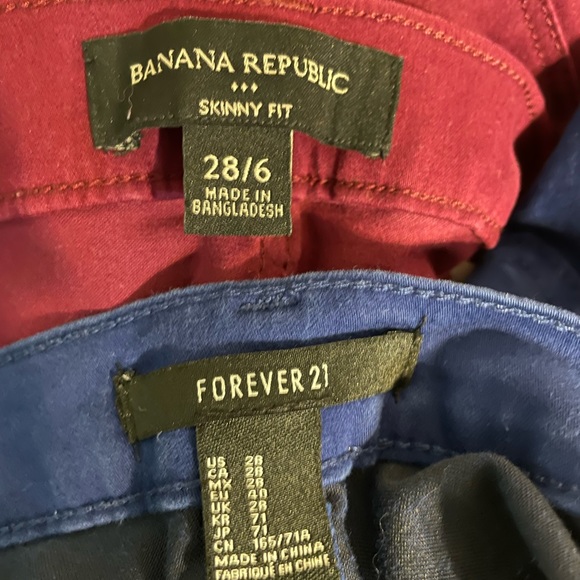 BANANA REPUBLIC
SKINNY FIT
28/6
MADE IN
BANGLADESH
FOREVER 21
US 28
CA 28
MX 28
EU 40
UK 28
KR 71
JP 71
CN 165/71A
MADE IN CHINA
FABRIQUÉ EN CHINE